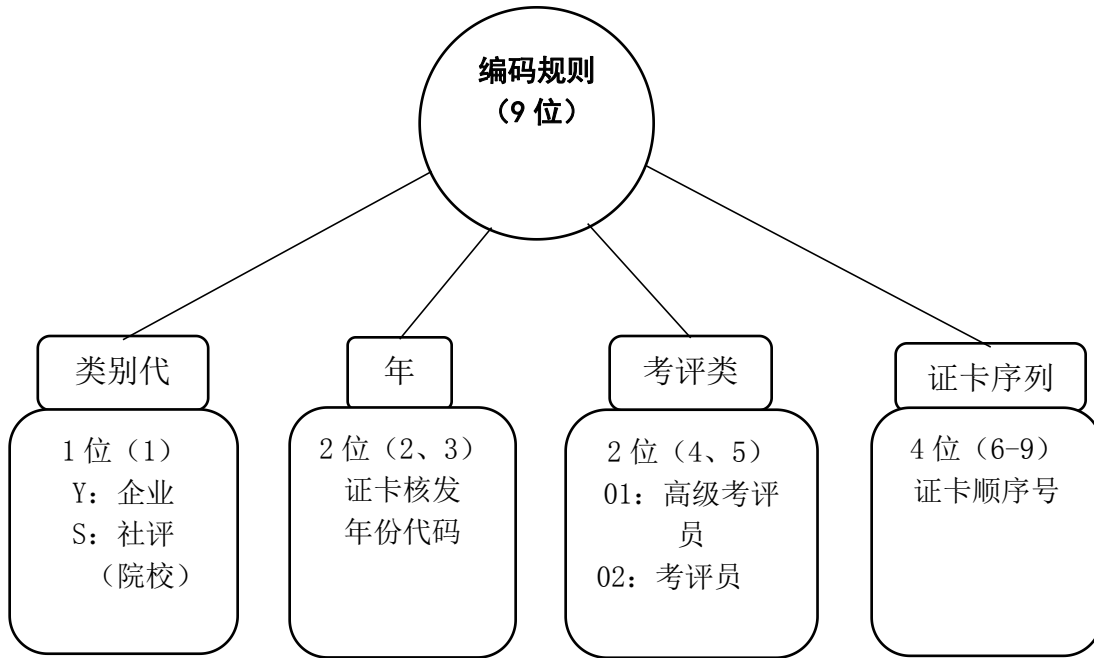 编码规则
（9 位）
类别代
1 位（1）
Y：企业
S：社评
（院校）
年
2 位（2、3）
证卡核发
年份代码
考评类
2 位（4、5）
01：高级考评
员
02：考评员
证卡序列
4 位（6-9）
证卡顺序号